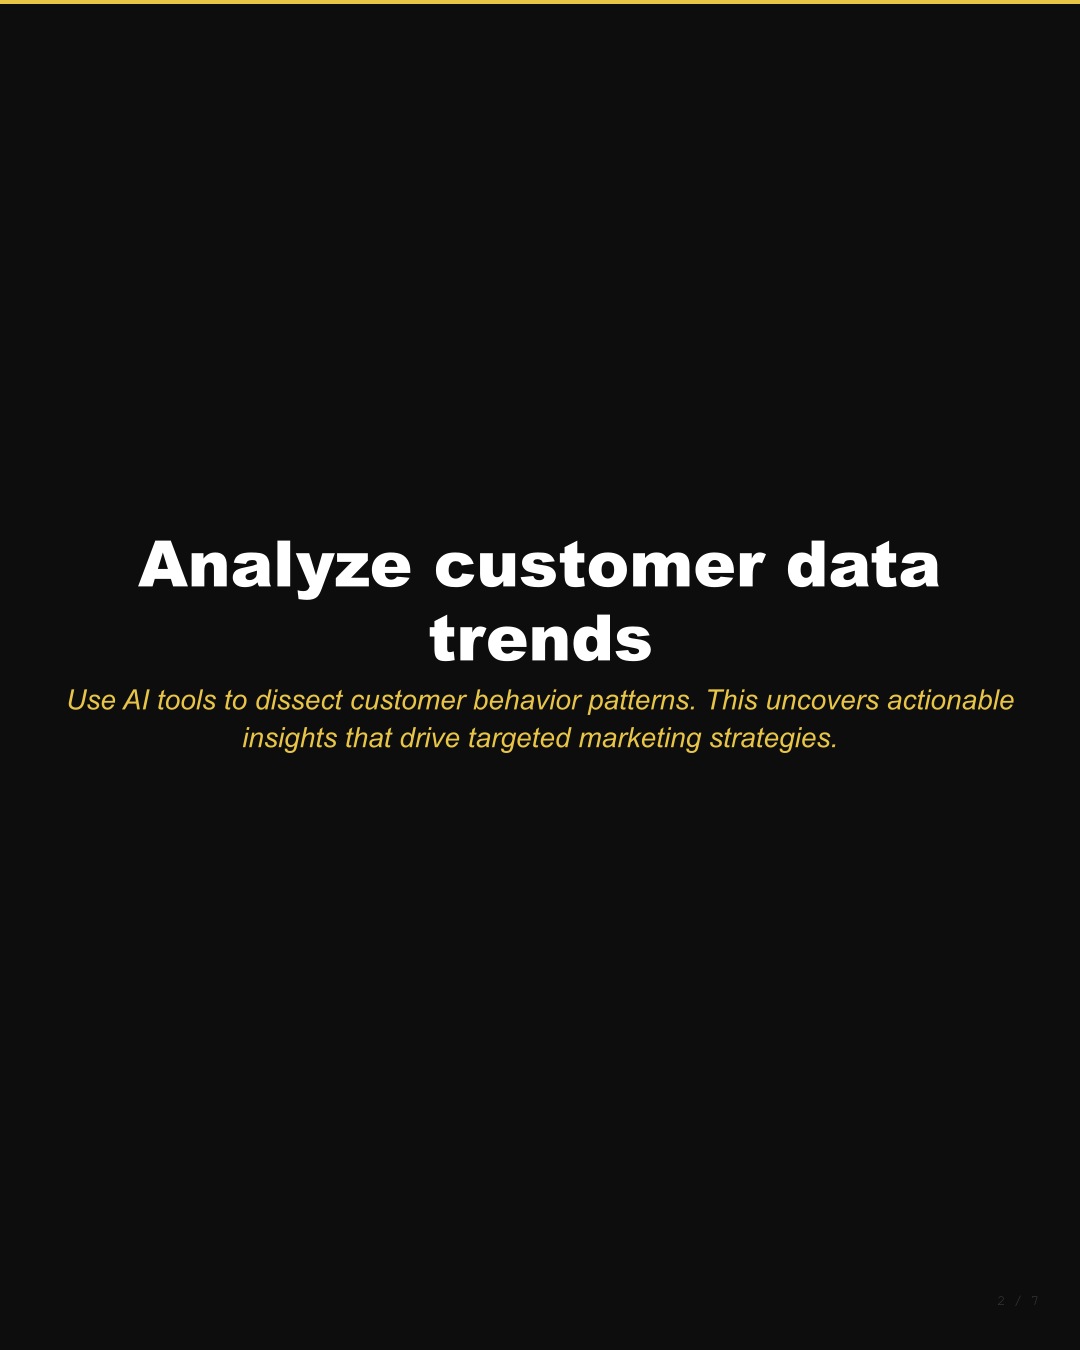 Analyze customer data
trends
Use AI tools to dissect customer behavior patterns. This uncovers actionable
insights that drive targeted marketing strategies.
2 / 7